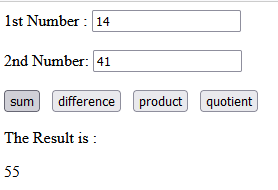 1st Number : 14
2nd Number: 41
sum difference product quotient
The Result is :
55